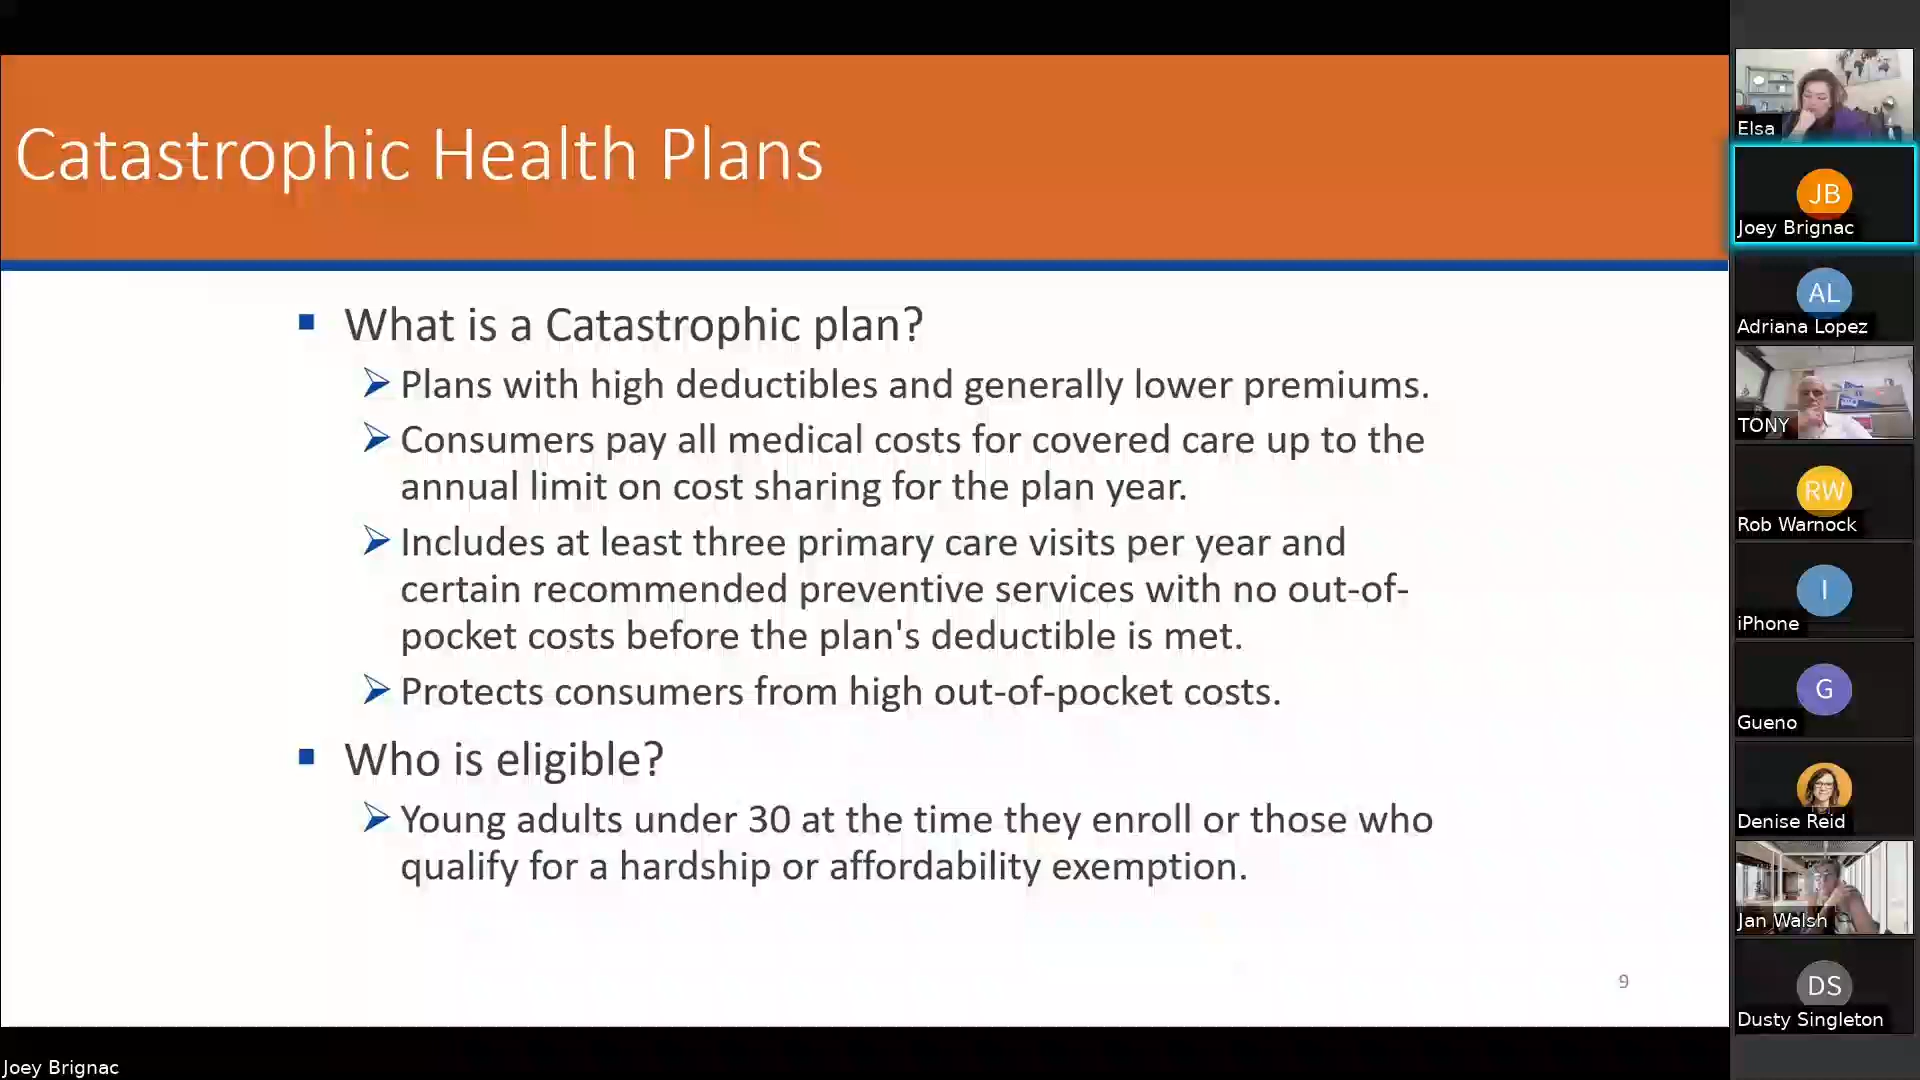 Catastrophic Health Plans
What is a Catastrophic plan?
Plans with high deductibles and generally lower premiums.
Consumers pay all medical costs for covered care up to the
annual limit on cost sharing for the plan year.
Includes at least three primary care visits per year and
certain recommended preventive services with no out-of-
pocket costs before the plan's deductible is met.
Protects consumers from high out-of-pocket costs.
Who is eligible?
Young adults under 30 at the time they enroll or those who
qualify for a hardship or affordability exemption.
9
Joey Brignac
Elsa
JB
Joey Brignac
AL
Adriana Lopez
TONY
RW
Rob Warnock
I
iPhone
G
Gueno
Denise Reid
Jan Walsh
DS
Dusty Singleton